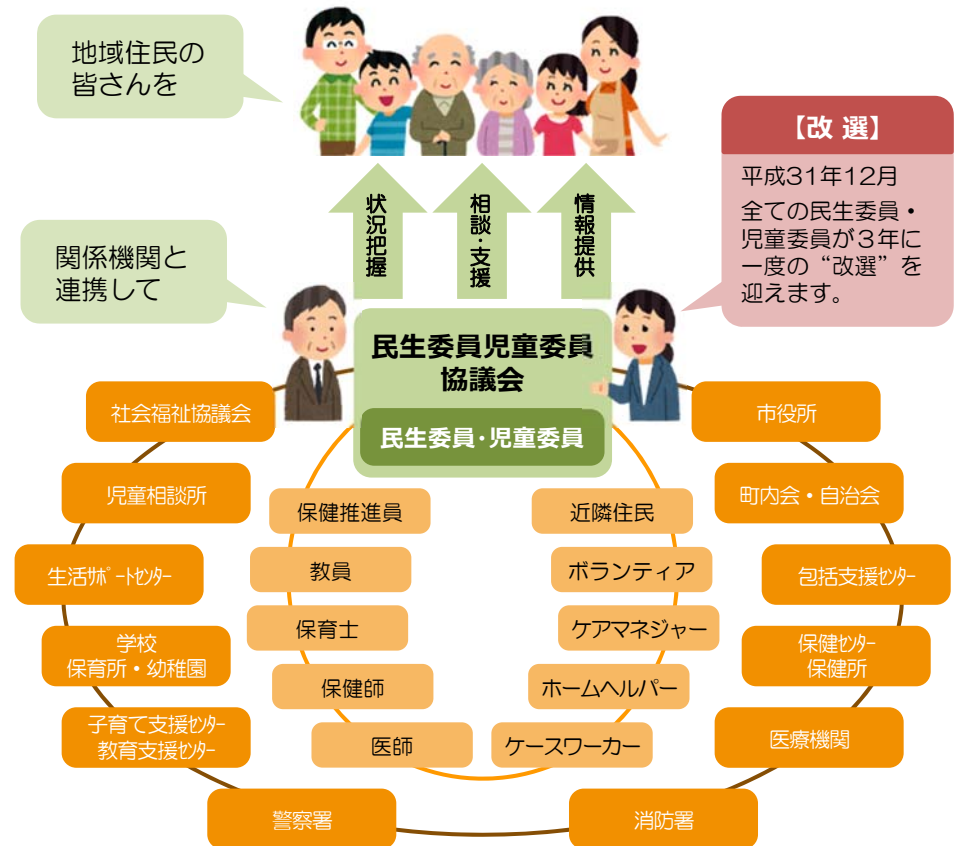 地域住民の
皆さんを
【改 選】
平成31年12月
全ての民生委員・
児童委員が３年に
一度の“改選”を
迎えます。
状況把握
相談・支援
情報提供
関係機関と
連携して
民生委員児童委員
協議会
民生委員・児童委員
社会福祉協議会
市役所
児童相談所
町内会・自治会
保健推進員
近隣住民
生活ｻﾎﾟｰﾄｾﾝﾀｰ
教員
ボランティア
包括支援ｾﾝﾀｰ
学校
保育所・幼稚園
保育士
ケアマネジャー
保健ｾﾝﾀｰ
保健所
保健師
ホームヘルパー
子育て支援ｾﾝﾀｰ
教育支援ｾﾝﾀｰ
医師
ケースワーカー
医療機関
警察署
消防署